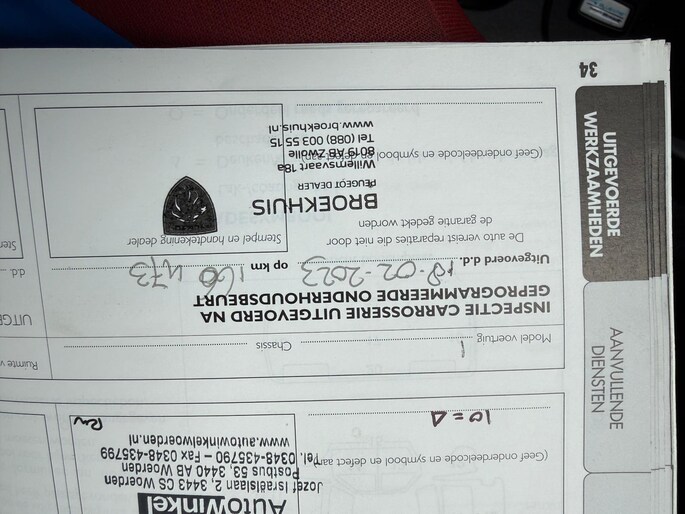 34
UITGEVOERDE
WERKZAAMHEDEN
AANVULLENDE
DIENSTEN
AUTOWINKEL
Jozef Israëlslaan 2, 3443 CS Woerden
Postbus 53, 3440 AB Woerden
Tel. 0348-435790 – Fax 0348-435799
www.autowinkelwoerden.nl
(Geef onderdeelcode en symbool en defect aan)
10 = Δ
Model voertuig
Chassis
Ruimte v
INSPECTIE CARROSSERIE UITGEVOERD NA
GEPROGRAMMEERDE ONDERHOUDSBEURT
UITGE
Uitgevoerd d.d. 18-02-2023 op km 160 473
d.d.
De auto vereist reparaties die niet door
de garantie gedekt worden
Stempel en handtekening dealer
Sten
BROEKHUIS
PEUGEOT DEALER
Willemsvaart 18a
8019 AB Zwolle
Tel (088) 003 55 15
www.broekhuis.nl
(Geef onderdeelcode en symbool en defect aan)